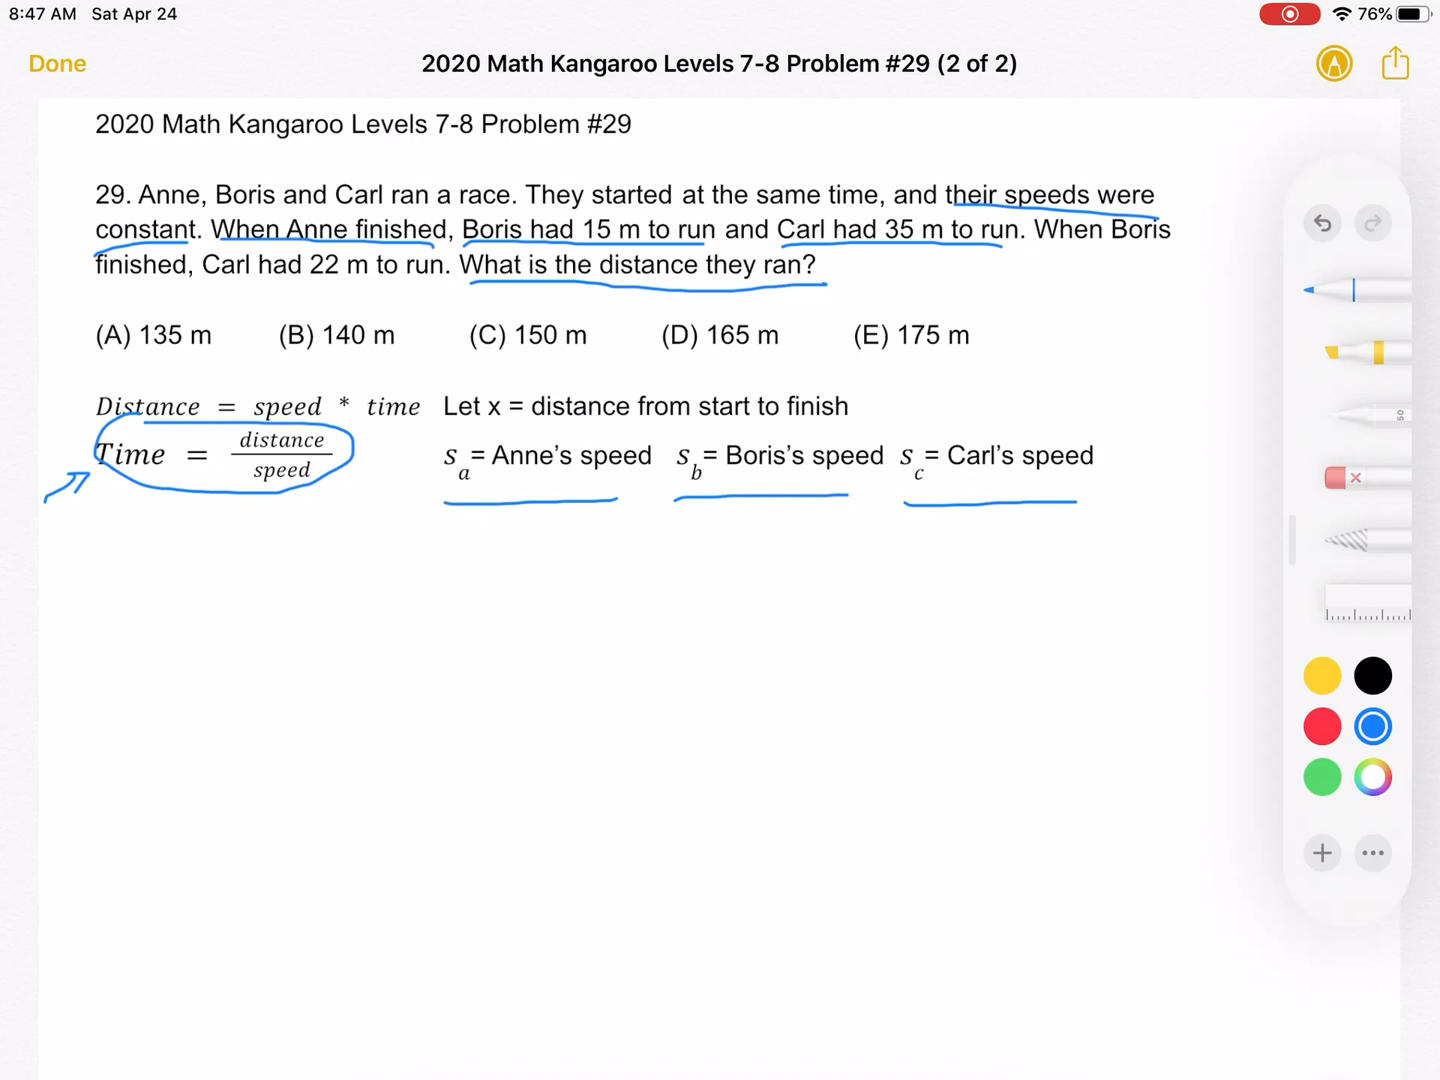 8:47 AM Sat Apr 24
76%
Done
2020 Math Kangaroo Levels 7-8 Problem #29 (2 of 2)
2020 Math Kangaroo Levels 7-8 Problem #29
29. Anne, Boris and Carl ran a race. They started at the same time, and their speeds were
constant. When Anne finished, Boris had 15 m to run and Carl had 35 m to run. When Boris
finished, Carl had 22 m to run. What is the distance they ran?
(A) 135 m (B) 140 m (C) 150 m (D) 165 m (E) 175 m
Distance = speed * time Let x = distance from start to finish
Time = distance/speed s_a = Anne's speed s_b = Boris's speed s_c = Carl's speed
50